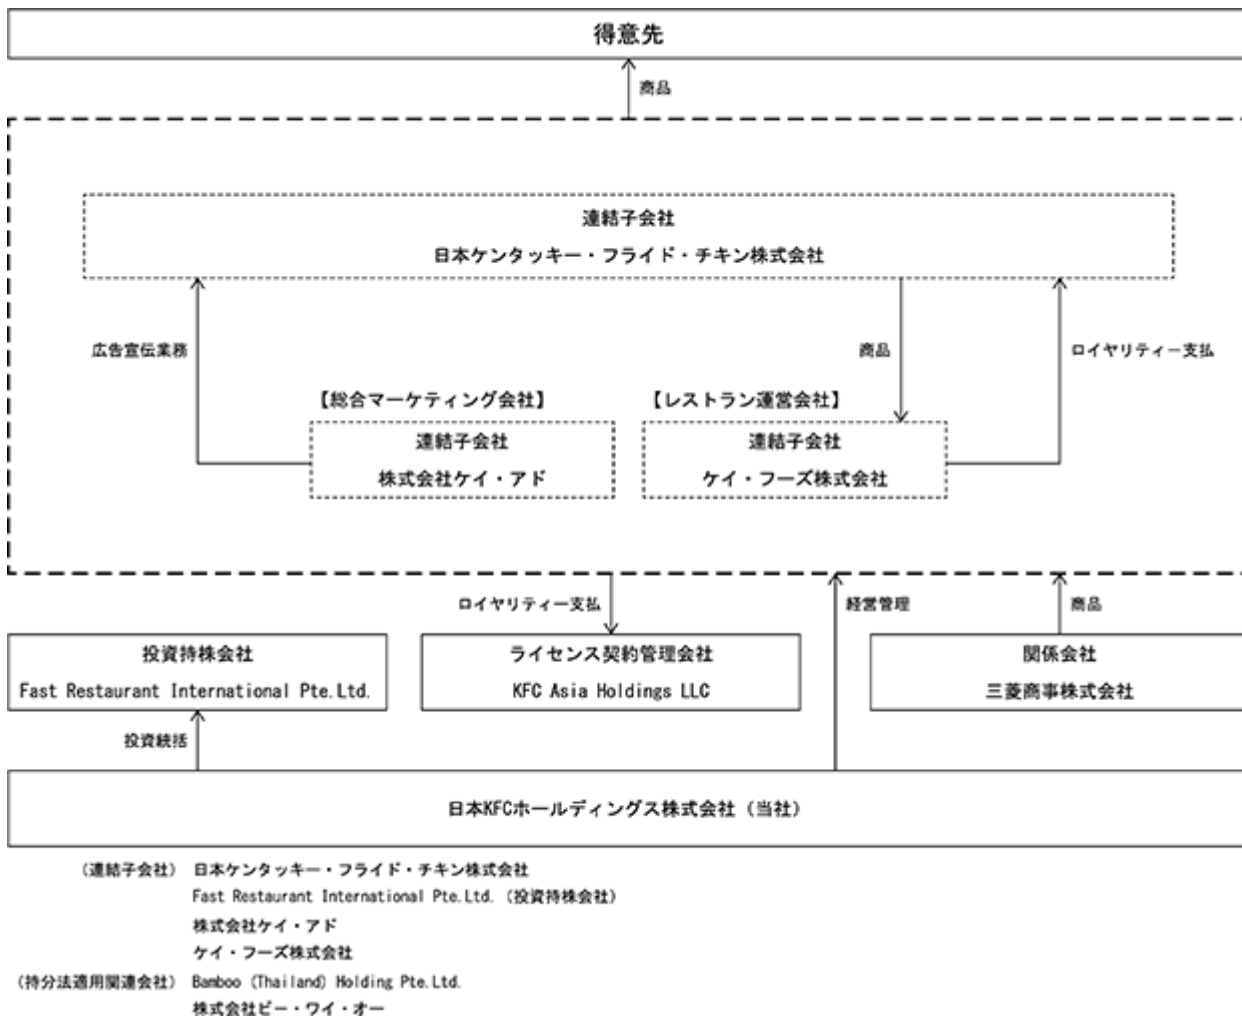 得意先
商品
連結子会社
日本ケンタッキー・フライド・チキン株式会社
広告宣伝業務
商品
ロイヤリティー支払
【総合マーケティング会社】
【レストラン運営会社】
連結子会社
株式会社ケイ・アド
連結子会社
ケイ・フーズ株式会社
ロイヤリティー支払
経営管理
商品
投資持株会社
Fast Restaurant International Pte.Ltd.
ライセンス契約管理会社
KFC Asia Holdings LLC
関係会社
三菱商事株式会社
投資統括
日本KFCホールディングス株式会社（当社）
（連結子会社） 日本ケンタッキー・フライド・チキン株式会社
Fast Restaurant International Pte.Ltd.（投資持株会社）
株式会社ケイ・アド
ケイ・フーズ株式会社
（持分法適用関連会社） Bamboo (Thailand) Holding Pte.Ltd.
株式会社ビー・ワイ・オー